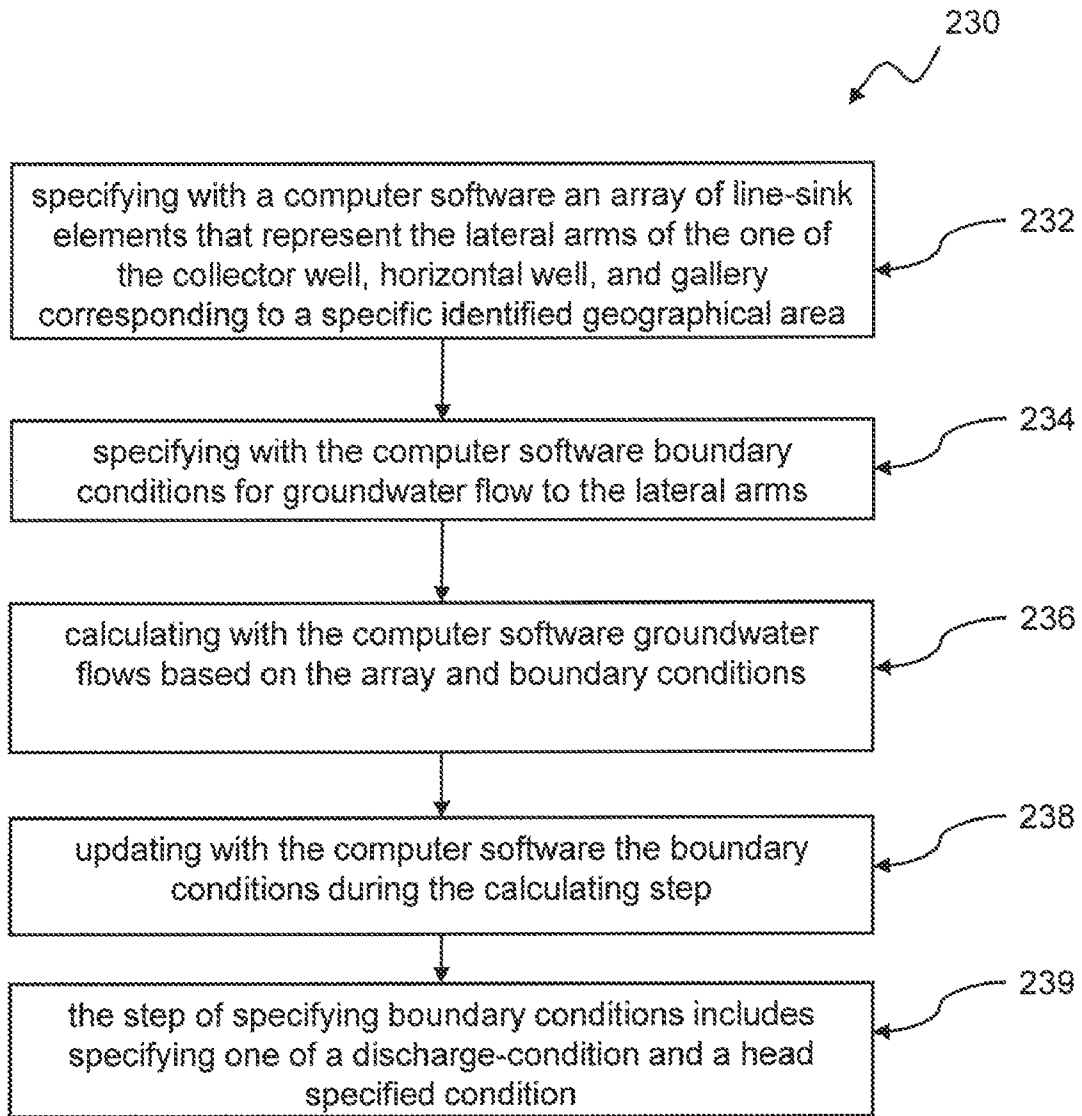 230
specifying with a computer software an array of line-sink
elements that represent the lateral arms of the one of
the collector well, horizontal well, and gallery
corresponding to a specific identified geographical area
232
specifying with the computer software boundary
conditions for groundwater flow to the lateral arms
234
calculating with the computer software groundwater
flows based on the array and boundary conditions
236
updating with the computer software the boundary
conditions during the calculating step
238
the step of specifying boundary conditions includes
specifying one of a discharge-condition and a head
specified condition
239